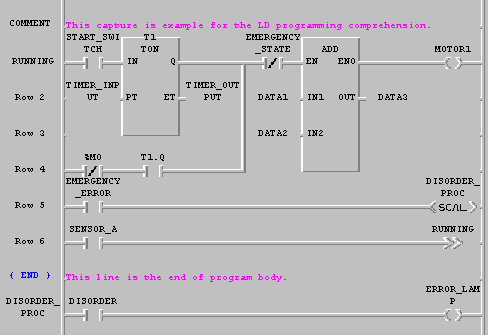 COMMENT This capture is example for the LD programming comprehension.
START_SWI T1 EMERGENCY
TCH TON _STATE ADD MOTOR1
RUNNING IN Q EN ENO
TIMER_INP TIMER_OUT
Row 2 UT PT ET PUT DATA1 IN1 OUT DATA3
Row 3 DATA2 IN2
%M0 T1.Q
Row 4
EMERGENCY DISORDER_
_ERROR PROC
Row 5 SCAL
SENSOR_A RUNNING
Row 6
( END ) This line is the end of program body.
ERROR_LAM
DISORDER_ DISORDER P
PROC